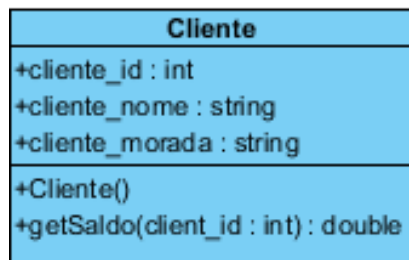 Cliente
+cliente_id : int
+cliente_nome : string
+cliente_morada : string
+Cliente()
+getSaldo(client_id : int) : double